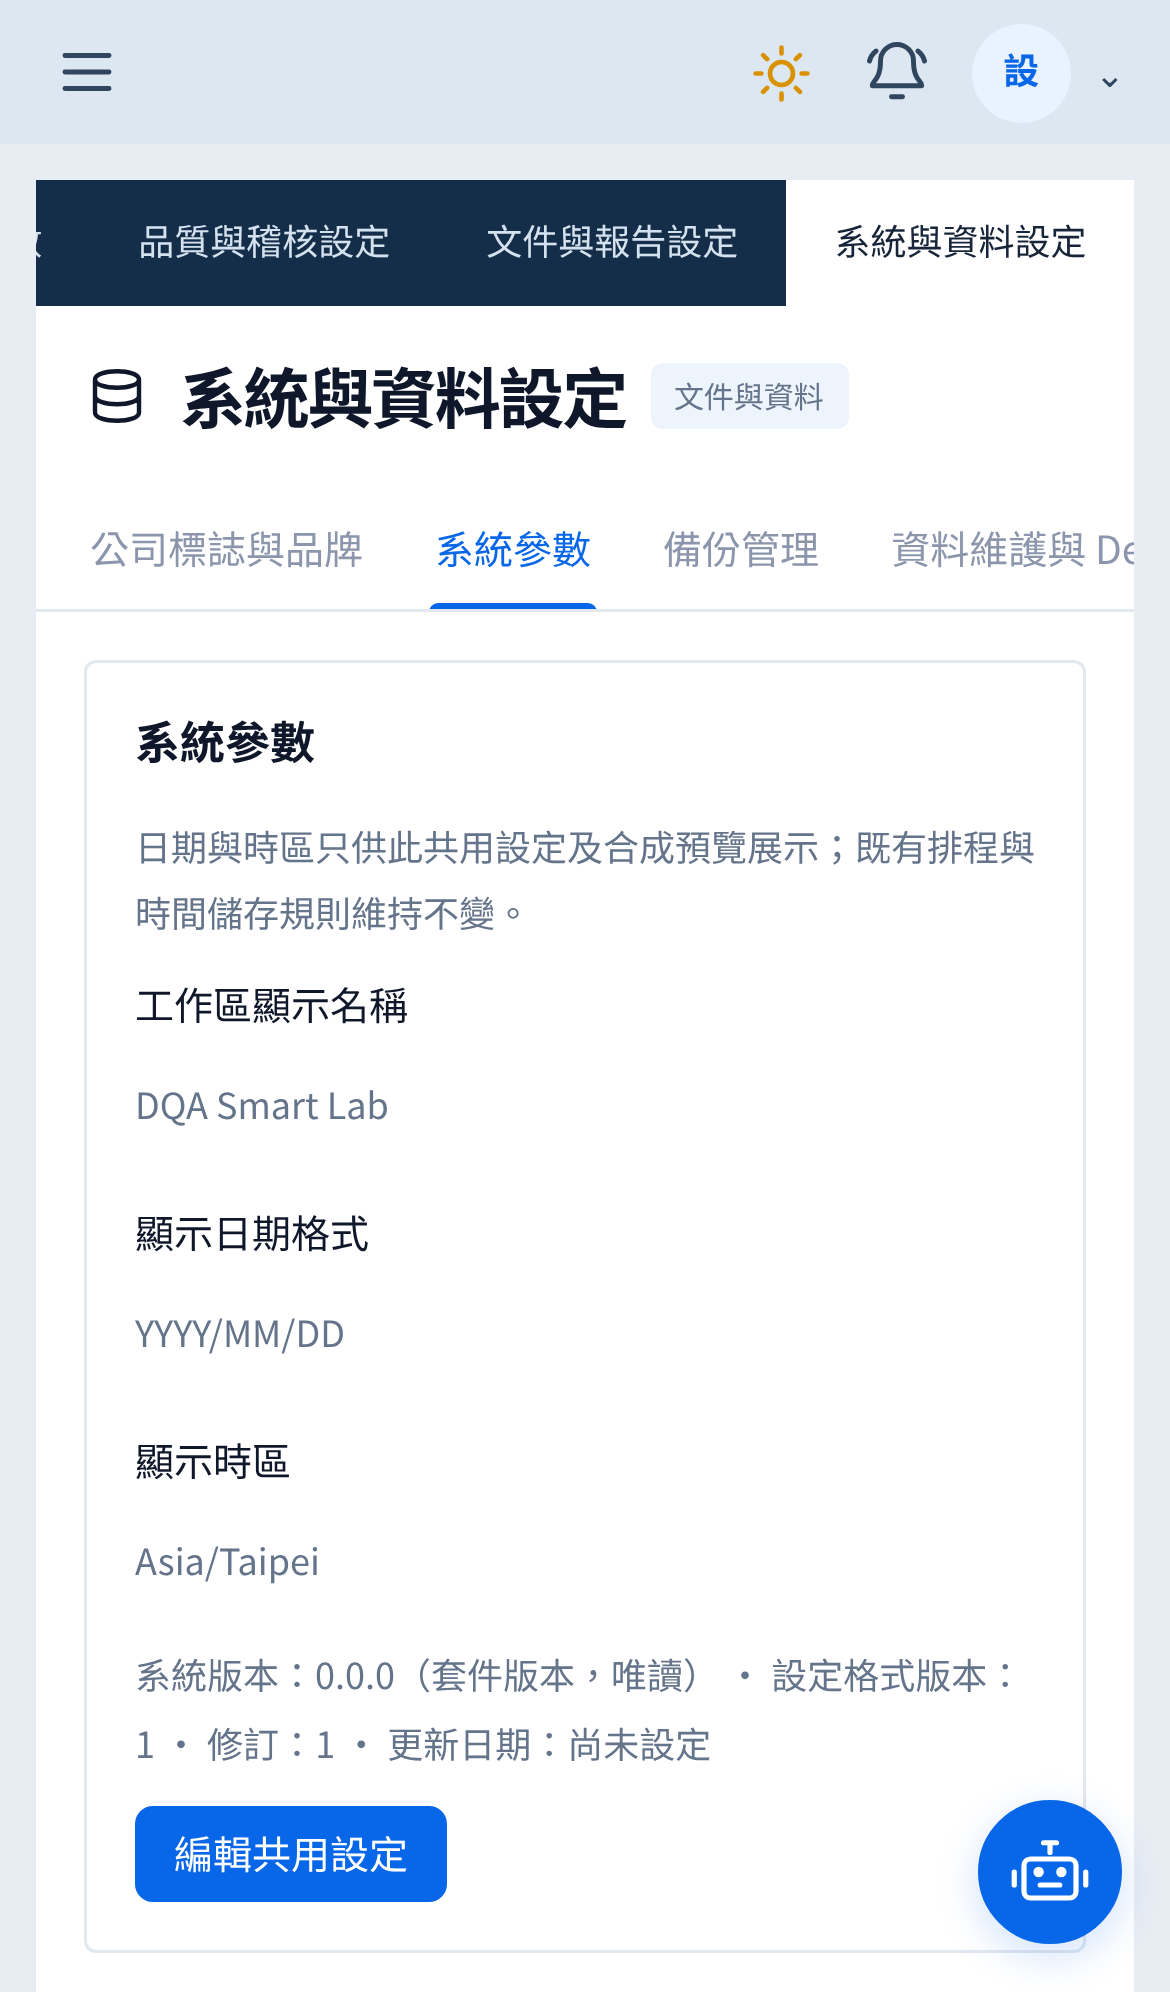 設
品質與稽核設定
文件與報告設定
系統與資料設定
系統與資料設定
文件與資料
公司標誌與品牌
系統參數
備份管理
資料維護與 De
系統參數
日期與時區只供此共用設定及合成預覽展示；既有排程與
時間儲存規則維持不變。
工作區顯示名稱
DQA Smart Lab
顯示日期格式
YYYY/MM/DD
顯示時區
Asia/Taipei
系統版本：0.0.0（套件版本，唯讀） · 設定格式版本：
1 · 修訂：1 · 更新日期：尚未設定
編輯共用設定